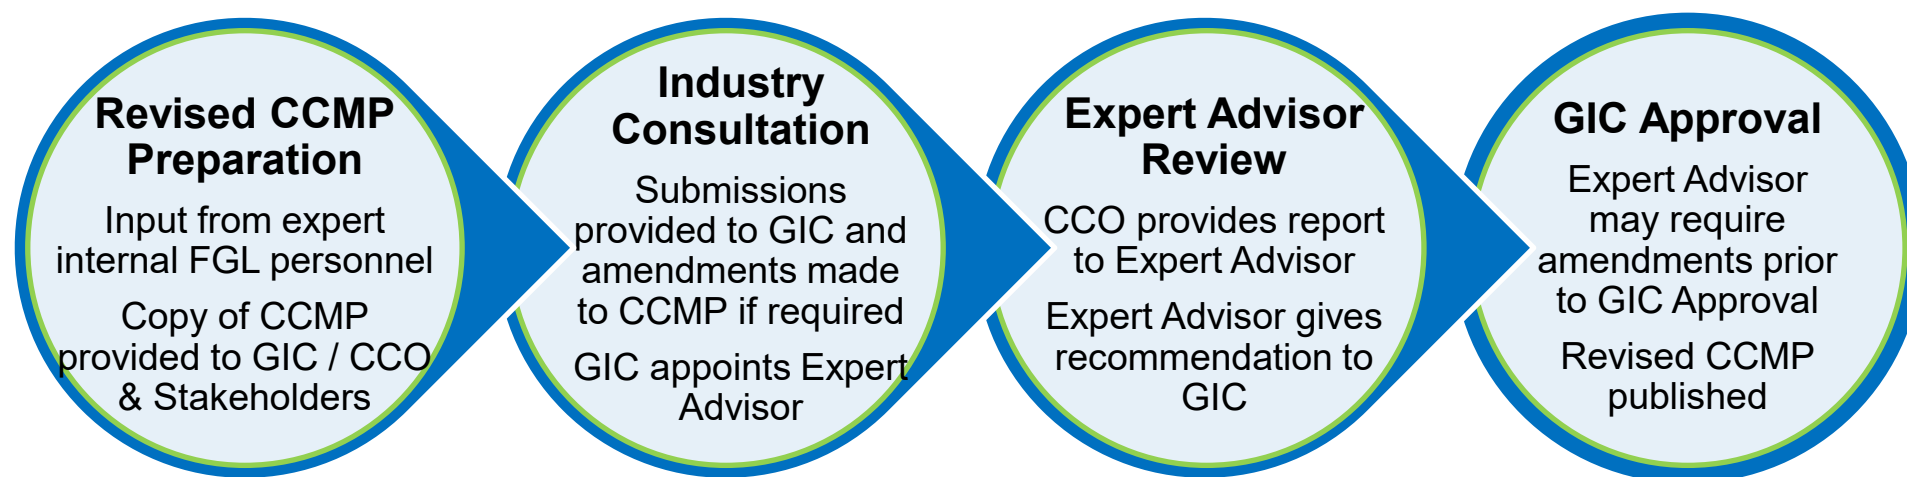 Revised CCMP
Preparation
Input from expert
internal FGL personnel
Copy of CCMP
provided to GIC / CCO
& Stakeholders
Industry
Consultation
Submissions
provided to GIC and
amendments made
to CCMP if required
GIC appoints Expert
Advisor
Expert Advisor
Review
CCO provides report
to Expert Advisor
Expert Advisor gives
recommendation to
GIC
GIC Approval
Expert Advisor
may require
amendments prior
to GIC Approval
Revised CCMP
published